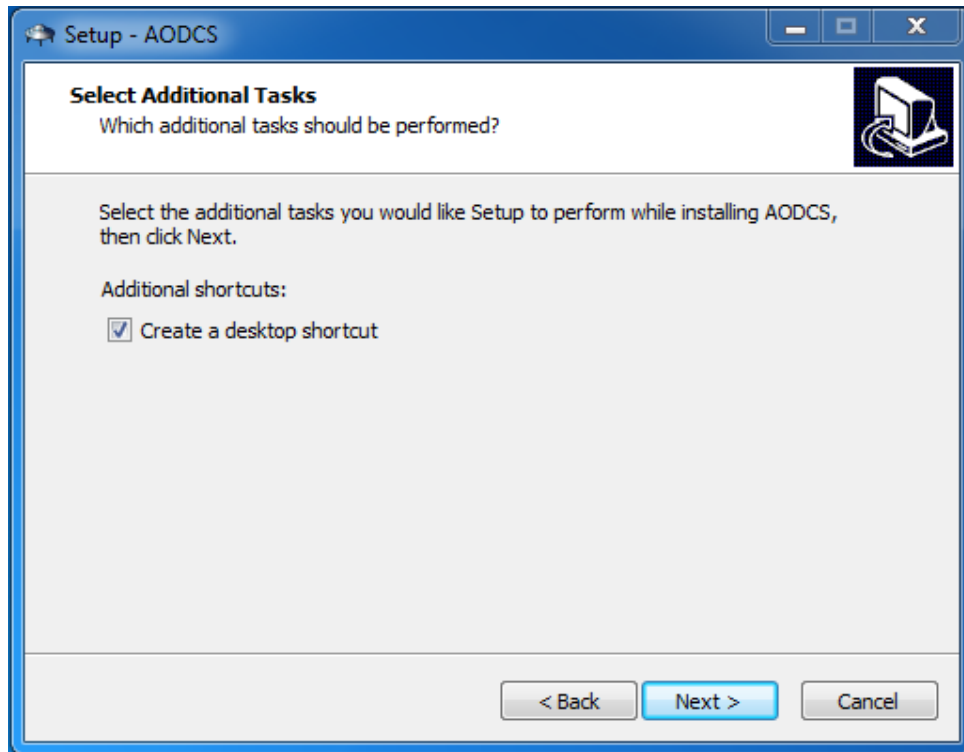 Setup - AODCS
Select Additional Tasks
Which additional tasks should be performed?
Select the additional tasks you would like Setup to perform while installing AODCS,
then click Next.
Additional shortcuts:
Create a desktop shortcut
< Back
Next >
Cancel